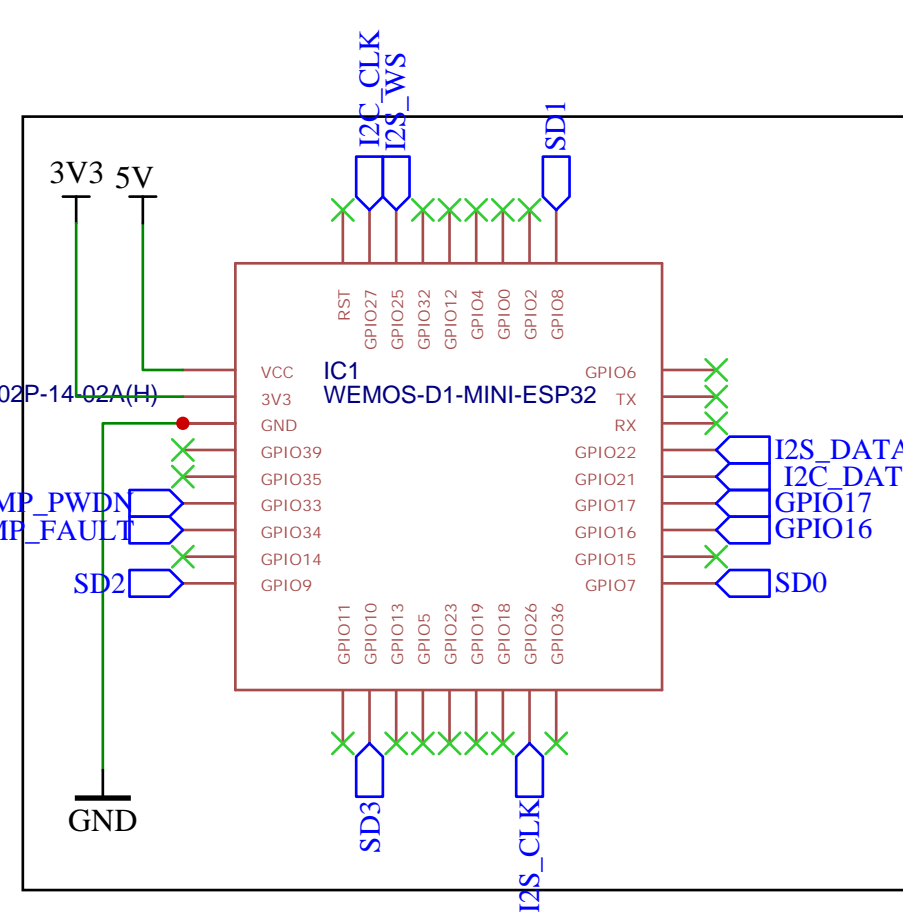 I2C_CLK
I2S_WS
SD1
3V3
5V
RST
GPIO27
GPIO25
GPIO32
GPIO12
GPIO4
GPIO0
GPIO2
GPIO8
IC1
WEMOS-D1-MINI-ESP32
02P-14-02A(H)
VCC
3V3
GND
GPIO39
GPIO35
GPIO33
GPIO34
GPIO14
GPIO9
MP_PWDN
MP_FAULT
SD2
GPIO6
TX
RX
GPIO22
GPIO21
GPIO17
GPIO16
GPIO15
GPIO7
I2S_DATA
I2C_DAT
GPIO17
GPIO16
SD0
GPIO11
GPIO10
GPIO13
GPIO5
GPIO23
GPIO19
GPIO18
GPIO26
GPIO36
GND
SD3
I2S_CLK